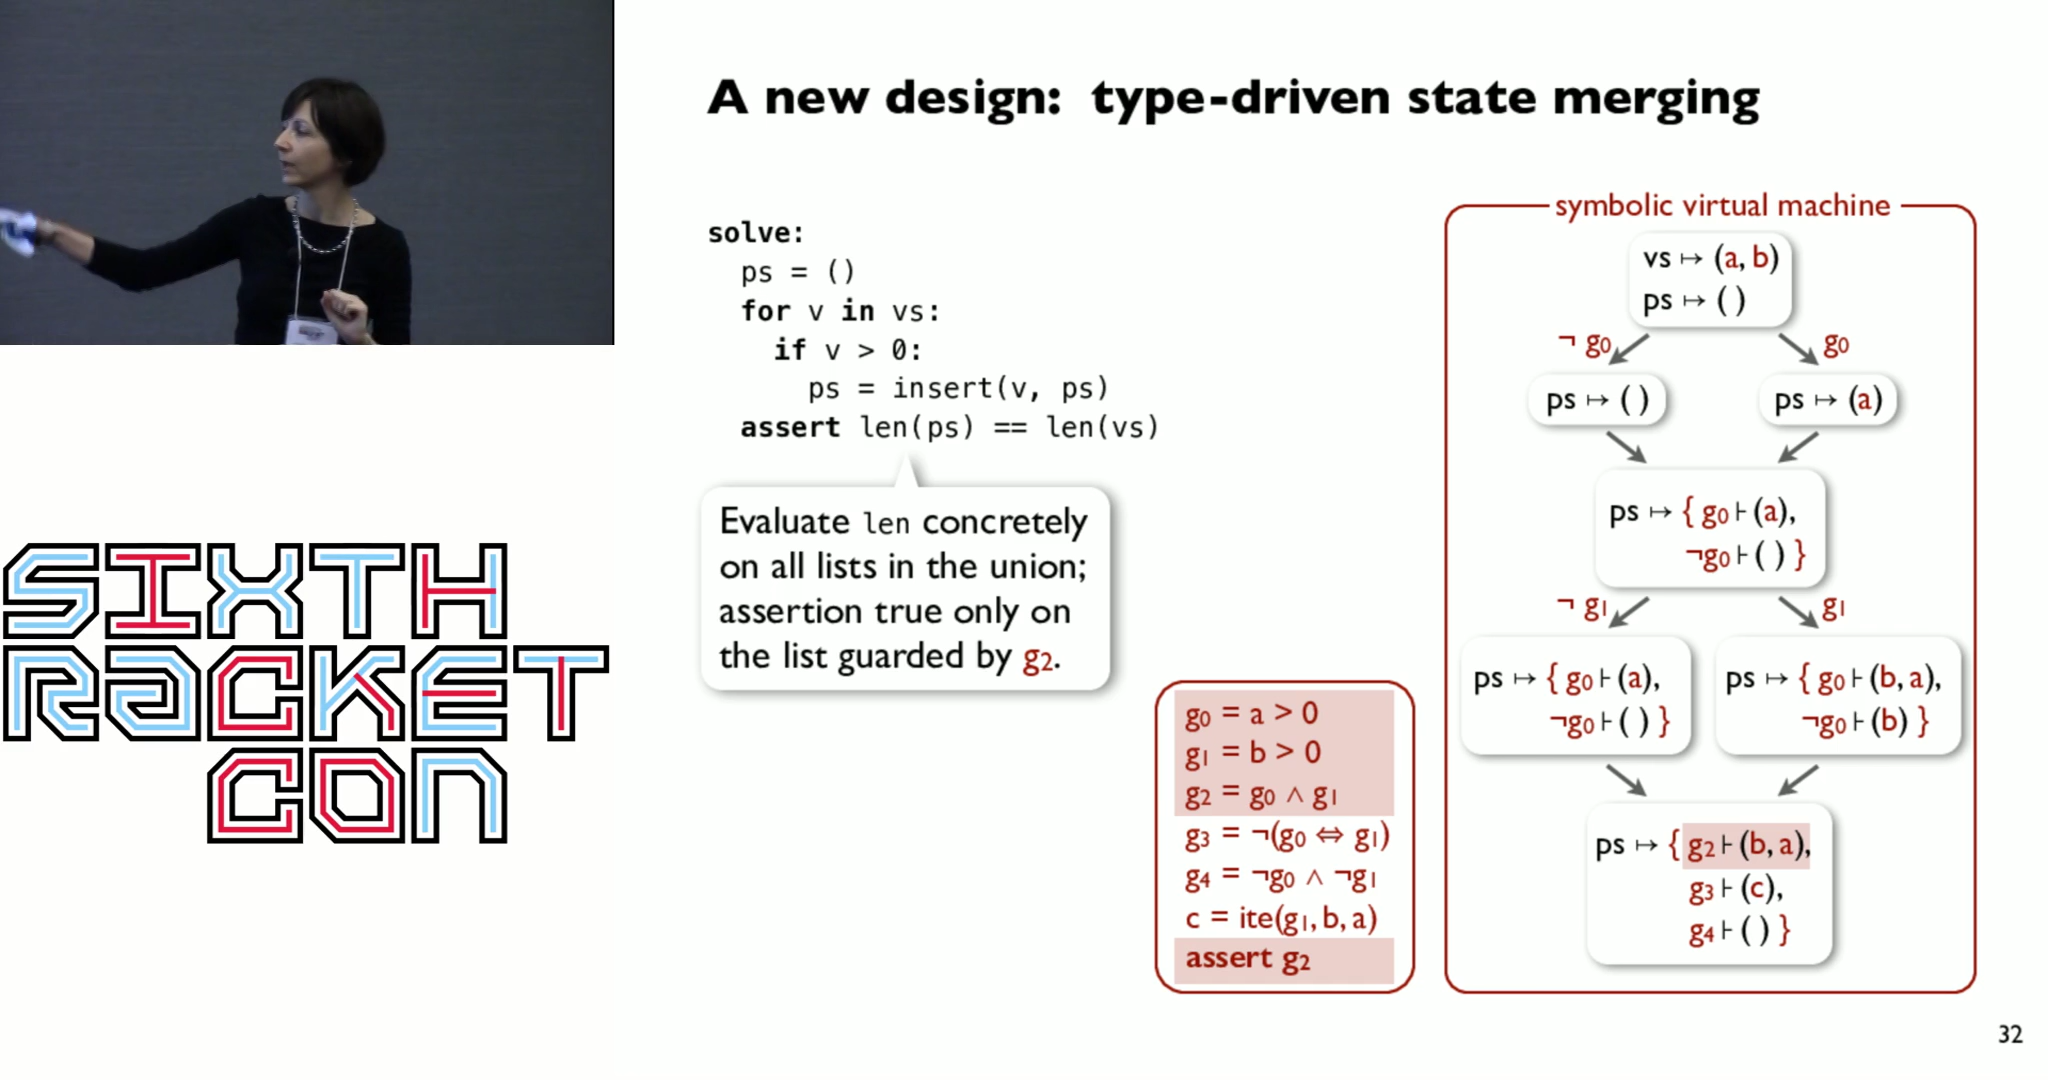 A new design: type-driven state merging
solve:
ps = ()
for v in vs:
if v > 0:
ps = insert(v, ps)
assert len(ps) == len(vs)
Evaluate len concretely
on all lists in the union;
assertion true only on
the list guarded by g2.
g0 = a > 0
g1 = b > 0
g2 = g0 ∧ g1
g3 = ¬(g0 ⇔ g1)
g4 = ¬g0 ∧ ¬g1
c = ite(g1, b, a)
assert g2
symbolic virtual machine
vs ↦ (a, b)
ps ↦ ( )
¬ g0
g0
ps ↦ ( )
ps ↦ (a)
ps ↦ { g0 ⊦ (a),
¬g0 ⊦ ( ) }
¬ g1
g1
ps ↦ { g0 ⊦ (a),
¬g0 ⊦ ( ) }
ps ↦ { g0 ⊦ (b, a),
¬g0 ⊦ (b) }
ps ↦ { g2 ⊦ (b, a),
g3 ⊦ (c),
g4 ⊦ ( ) }
SIXTH
RACKET
CON
32